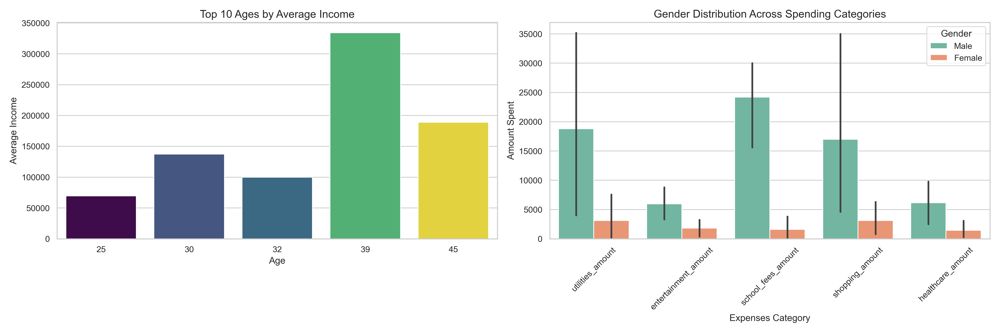 Top 10 Ages by Average Income
350000
300000
250000
200000
150000
100000
50000
0
Average Income
25 30 32 39 45
Age
Gender Distribution Across Spending Categories
35000
30000
25000
20000
15000
10000
5000
0
Amount Spent
Gender
Male
Female
utilities_amount
entertainment_amount
school_fees_amount
shopping_amount
healthcare_amount
Expenses Category